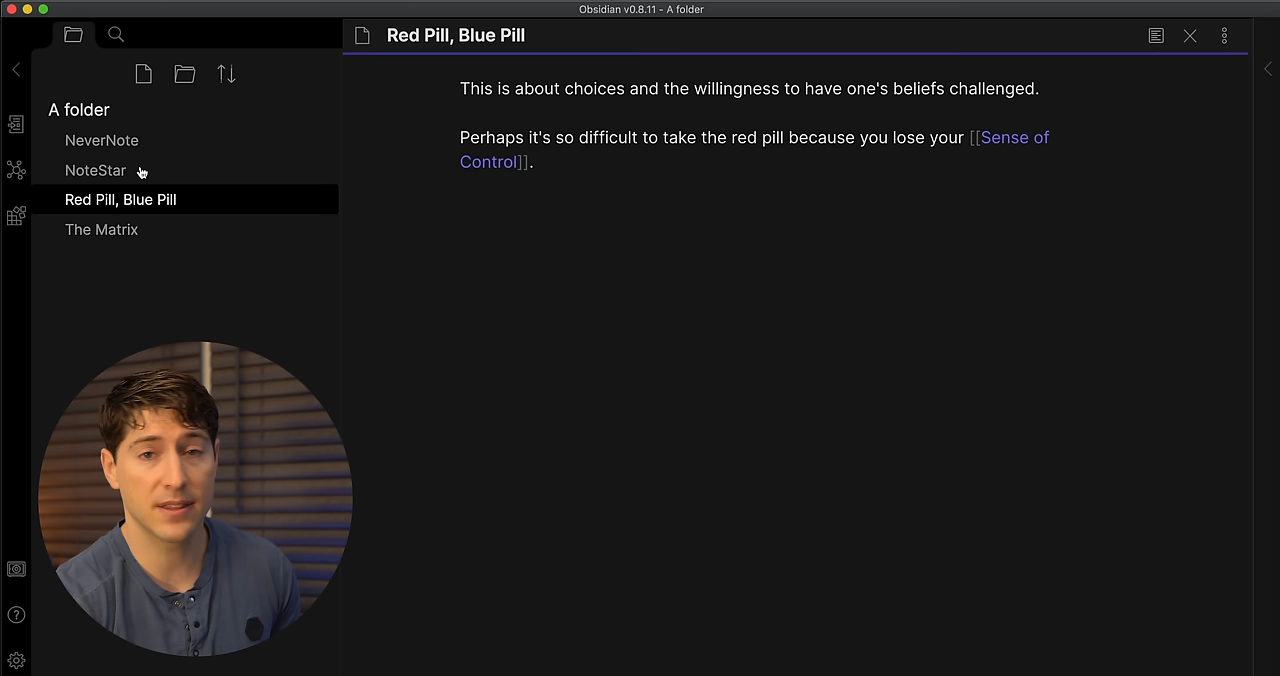 Obsidian v0.8.11 - A folder
Red Pill, Blue Pill
A folder
NeverNote
NoteStar
Red Pill, Blue Pill
The Matrix
This is about choices and the willingness to have one's beliefs challenged.
Perhaps it's so difficult to take the red pill because you lose your [[Sense of
Control]].